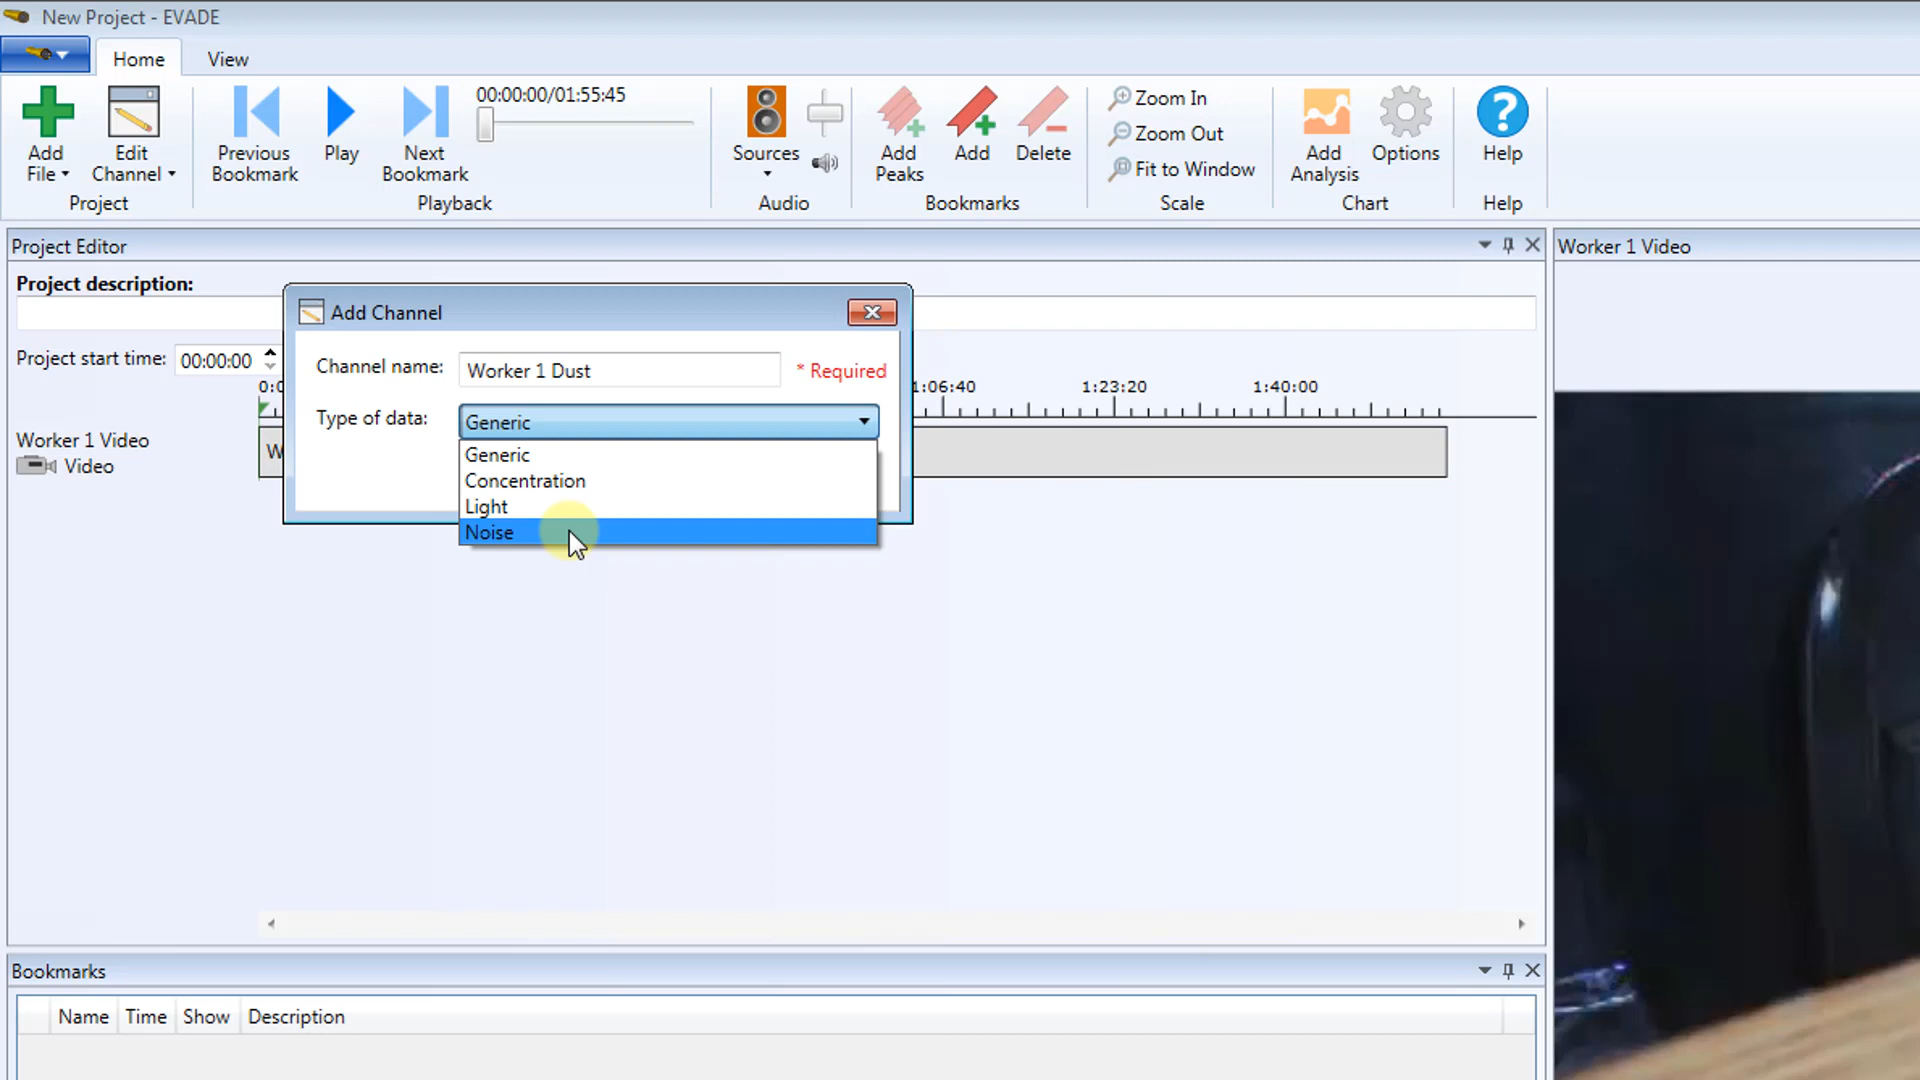 New Project - EVADE
Home View
Add File
Edit Channel
Project
Previous Bookmark
Play
Next Bookmark
00:00:00/01:55:45
Playback
Sources
Audio
Add Peaks
Add
Delete
Bookmarks
Zoom In
Zoom Out
Fit to Window
Scale
Add Analysis
Options
Chart
Help
Help
Project Editor
Worker 1 Video
Project description:
Add Channel
Project start time: 00:00:00
Channel name: Worker 1 Dust * Required
0:0 1:06:40 1:23:20 1:40:00
Type of data: Generic
Generic
Concentration
Light
Noise
Worker 1 Video
Video
W
Bookmarks
Name Time Show Description